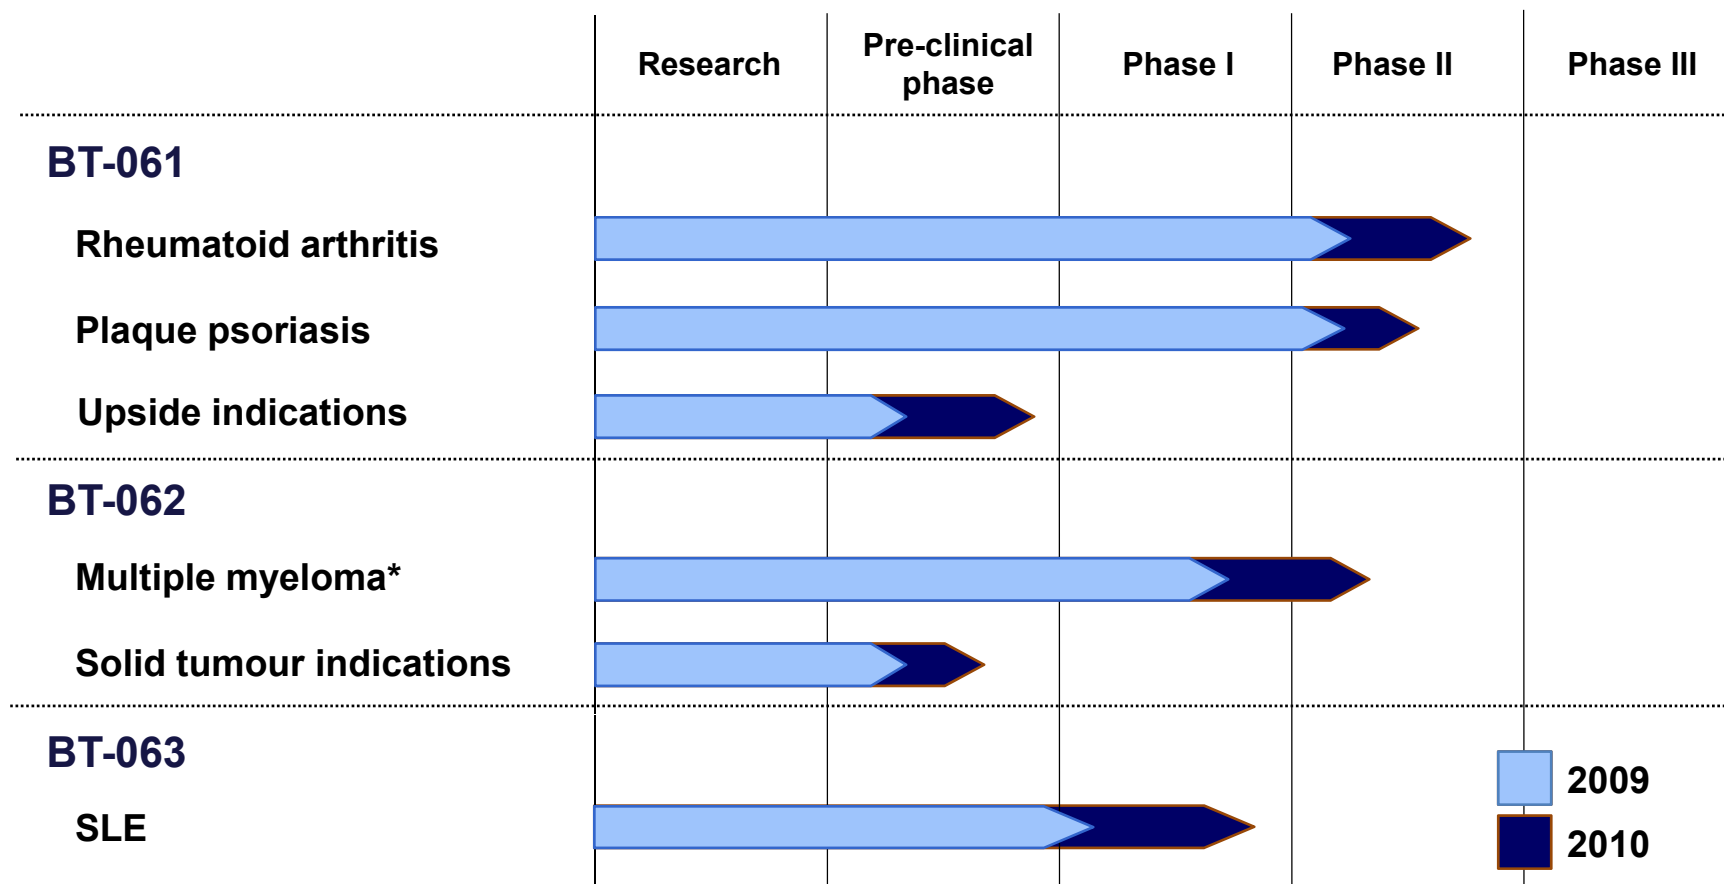 Research
Pre-clinical
phase
Phase I
Phase II
Phase III
BT-061
Rheumatoid arthritis
Plaque psoriasis
Upside indications
BT-062
Multiple myeloma*
Solid tumour indications
BT-063
SLE
2009
2010